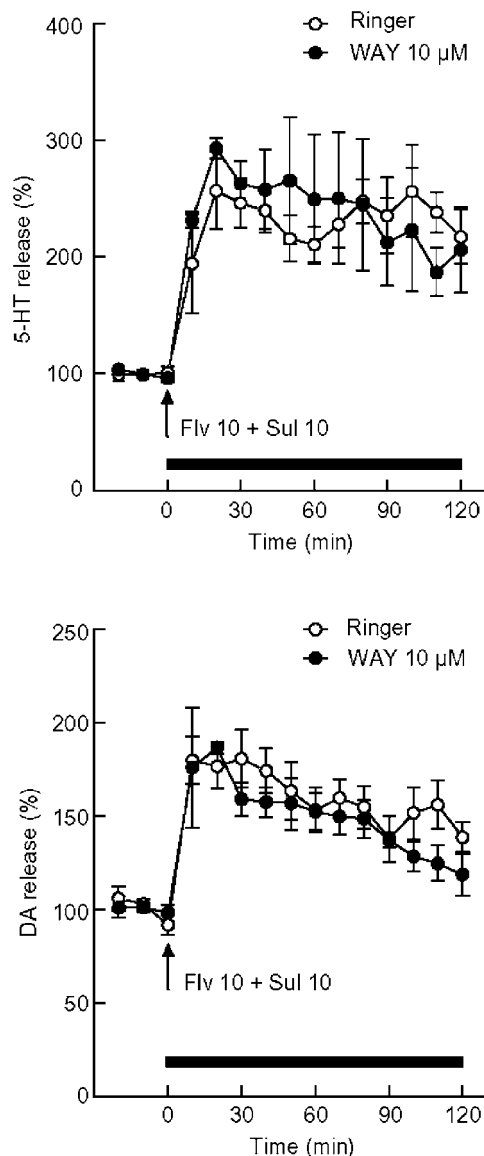 Ringer
WAY 10 µM
400
300
200
100
0
5-HT release (%)
Flv 10 + Sul 10
0 30 60 90 120
Time (min)
Ringer
WAY 10 µM
250
200
150
100
50
0
DA release (%)
Flv 10 + Sul 10
0 30 60 90 120
Time (min)